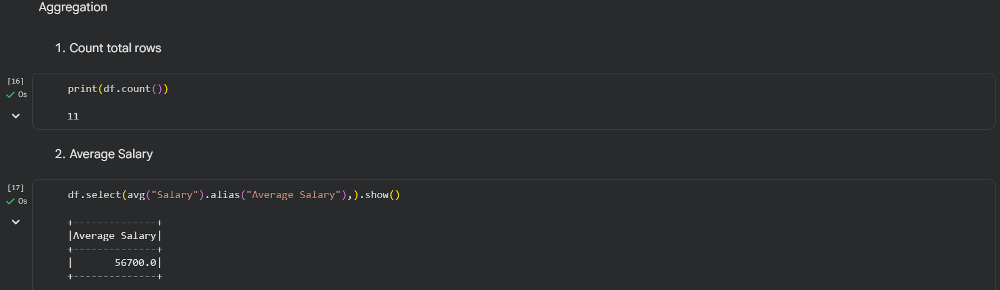 Aggregation
1. Count total rows
[16]
0s
print(df.count())
11
2. Average Salary
[17]
0s
df.select(avg("Salary").alias("Average Salary"),).show()
+--------------+
|Average Salary|
+--------------+
|       56700.0|
+--------------+